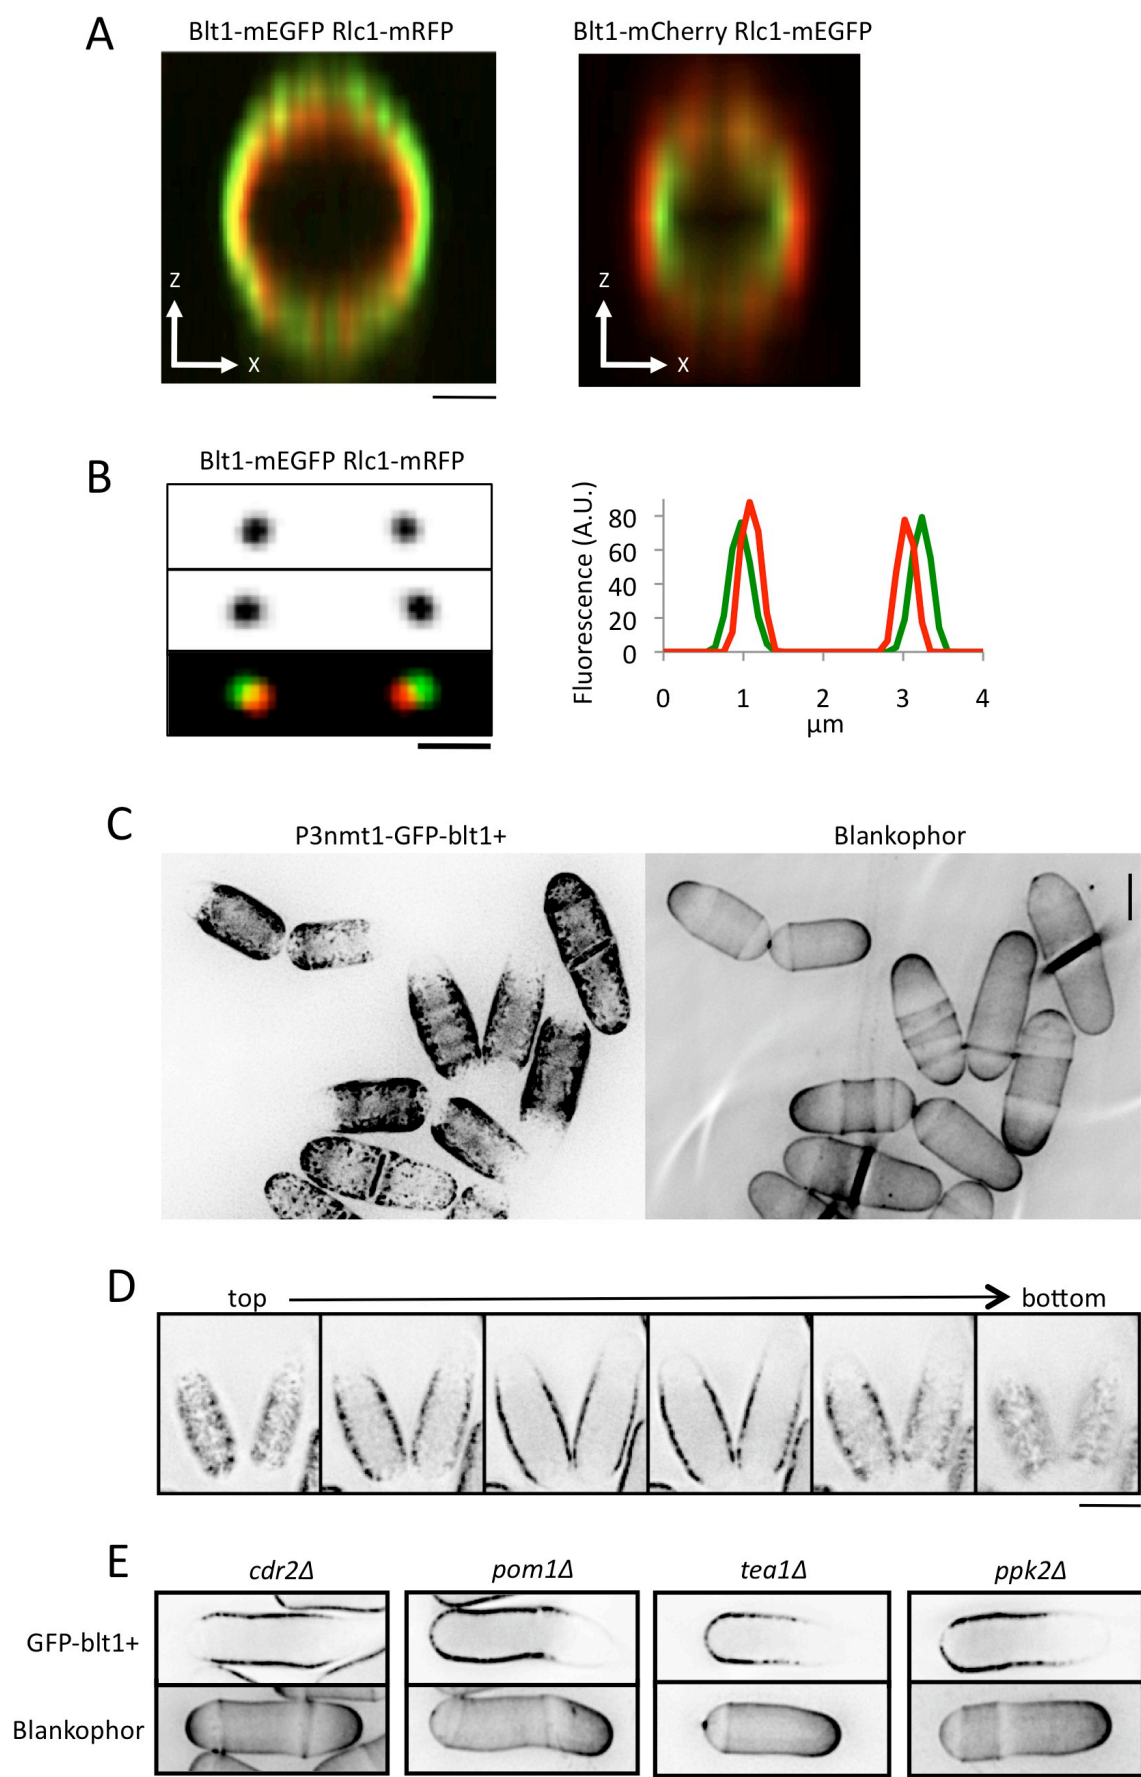 A
Blt1-mEGFP Rlc1-mRFP
Blt1-mCherry Rlc1-mEGFP
Z
X
Z
X
B
Blt1-mEGFP Rlc1-mRFP
Fluorescence (A.U.)
80
60
40
20
0
0 1 2 3 4
μm
C
P3nmt1-GFP-blt1+
Blankophor
D
top
bottom
E
cdr2Δ
pom1Δ
tea1Δ
ppk2Δ
GFP-blt1+
Blankophor